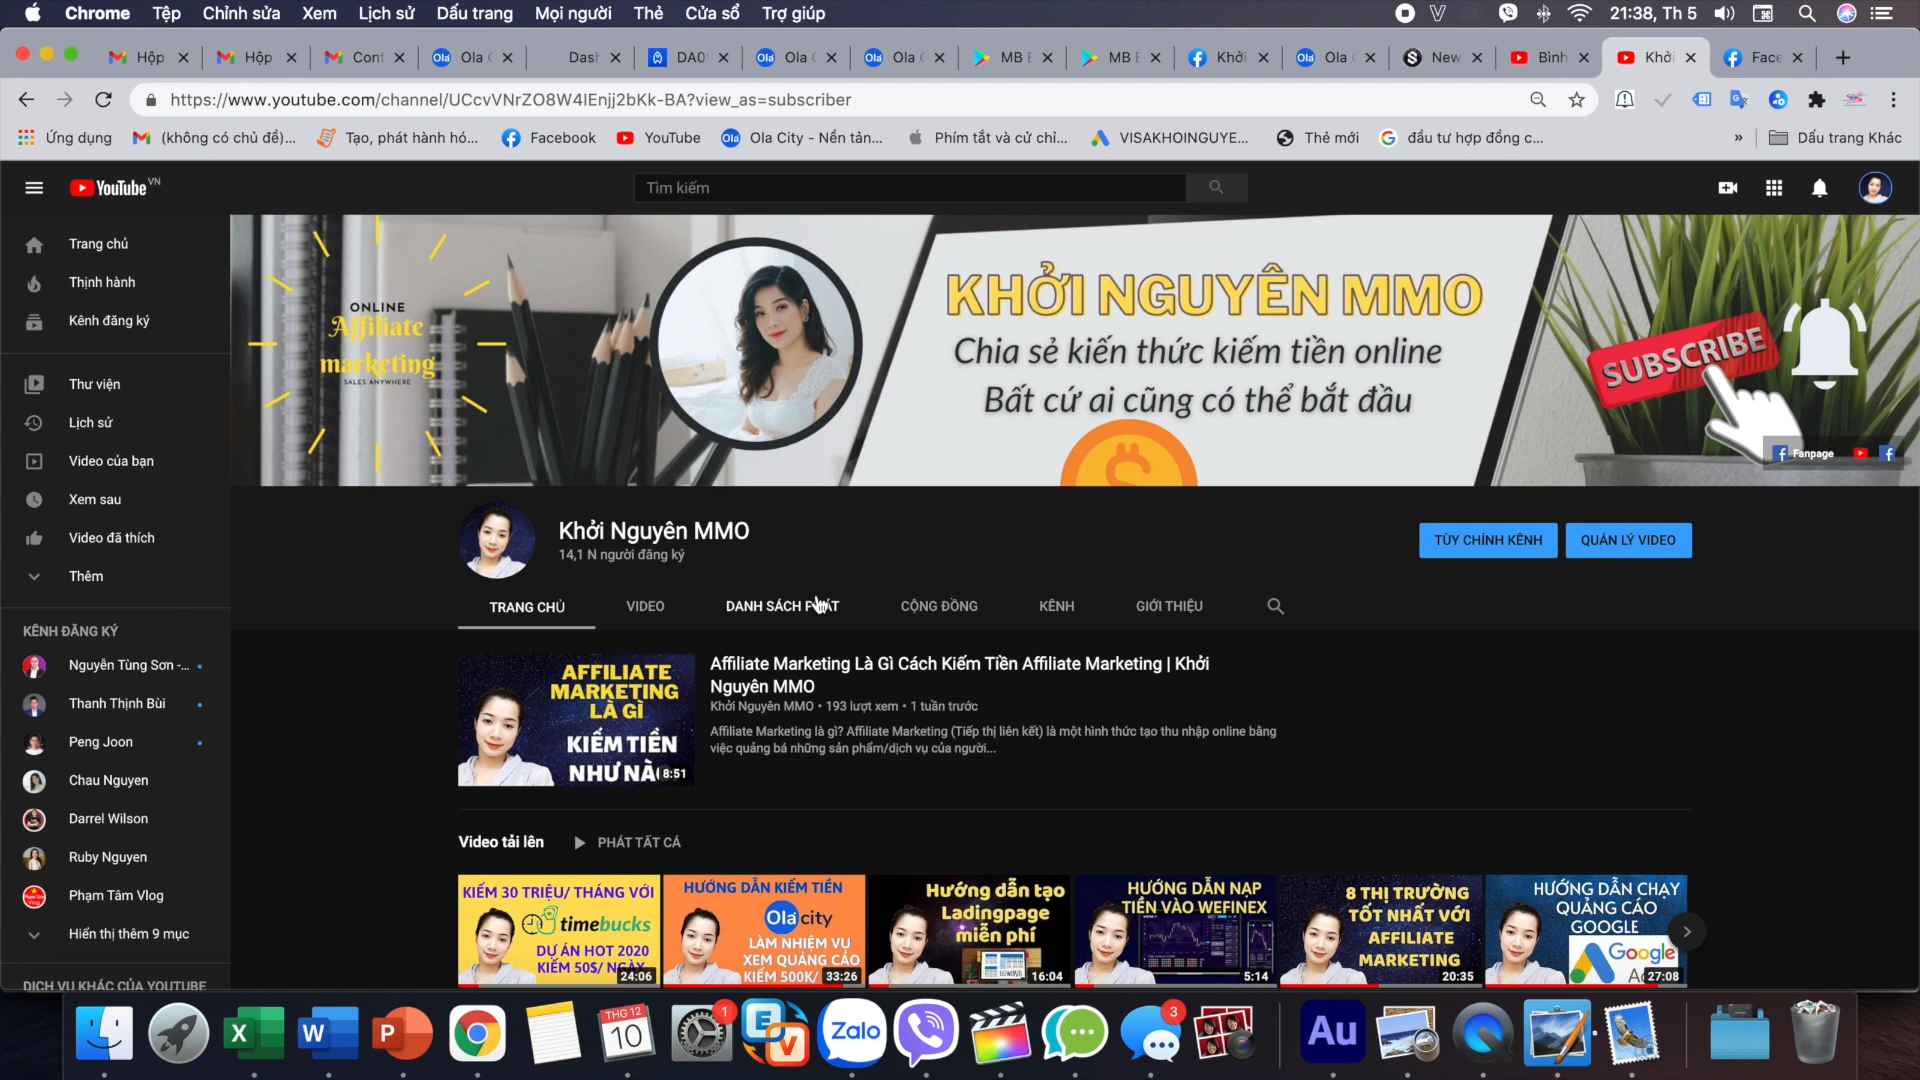 Chrome Tệp Chỉnh sửa Xem Lịch sử Dấu trang Mọi người Thẻ Cửa sổ Trợ giúp 21:38, Th 5
Hộp Hộp Conf Ola Dash DA0 Ola Ola MB MB Khởi Ola New Bình Khởi Face
https://www.youtube.com/channel/UCcvVNrZO8W4lEnjj2bKk-BA?view_as=subscriber
Ứng dụng (không có chủ đề)... Tạo, phát hành hó... Facebook YouTube Ola City - Nền tản... Phím tắt và cử chỉ... VISAKHOINGUYE... Thẻ mới đầu tư hợp đồng c... » Dấu trang Khác
YouTube VN
Tìm kiếm
Trang chủ
Thịnh hành
Kênh đăng ký
Thư viện
Lịch sử
Video của bạn
Xem sau
Video đã thích
Thêm
KÊNH ĐĂNG KÝ
Nguyễn Tùng Sơn -...
Thanh Thịnh Bùi
Peng Joon
Chau Nguyen
Darrel Wilson
Ruby Nguyen
Phạm Tâm Vlog
Hiển thị thêm 9 mục
DỊCH VỤ KHÁC CỦA YOUTUBE
ONLINE
Affiliate
marketing
SALES ANYWHERE
KHỞI NGUYÊN MMO
Chia sẻ kiến thức kiếm tiền online
Bất cứ ai cũng có thể bắt đầu
SUBSCRIBE
Fanpage
Khởi Nguyên MMO
14,1 N người đăng ký
TÙY CHỈNH KÊNH QUẢN LÝ VIDEO
TRANG CHỦ VIDEO DANH SÁCH PHÁT CỘNG ĐỒNG KÊNH GIỚI THIỆU
AFFILIATE
MARKETING
LÀ GÌ
KIẾM TIỀN
NHƯ NÀ
8:51
Affiliate Marketing Là Gì Cách Kiếm Tiền Affiliate Marketing | Khởi
Nguyên MMO
Khởi Nguyên MMO • 193 lượt xem • 1 tuần trước
Affiliate Marketing là gì? Affiliate Marketing (Tiếp thị liên kết) là một hình thức tạo thu nhập online bằng
việc quảng bá những sản phẩm/dịch vụ của người...
Video tải lên PHÁT TẤT CẢ
KIẾM 30 TRIỆU/ THÁNG VỚI
timebucks
DỰ ÁN HOT 2020
KIẾM 50$/ NGÀY
24:06
HƯỚNG DẪN KIẾM TIỀN
Ola city
LÀM NHIỆM VỤ
XEM QUẢNG CÁO
KIẾM 500K/
33:26
Hướng dẫn tạo
Ladingpage
miễn phí
16:04
HƯỚNG DẪN NẠP
TIỀN VÀO WEFINEX
5:14
8 THỊ TRƯỜNG
TỐT NHẤT VỚI
AFFILIATE
MARKETING
20:35
HƯỚNG DẪN CHẠY
QUẢNG CÁO
GOOGLE
Google
Ad
27:08
X W P THG 12 10 1 E V Zalo 3 Au